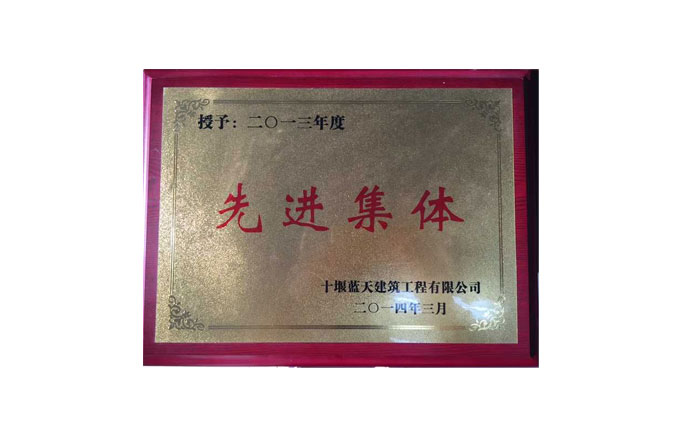 授予：二〇一三年度
先进集体
十堰蓝天建筑工程有限公司
二〇一四年三月